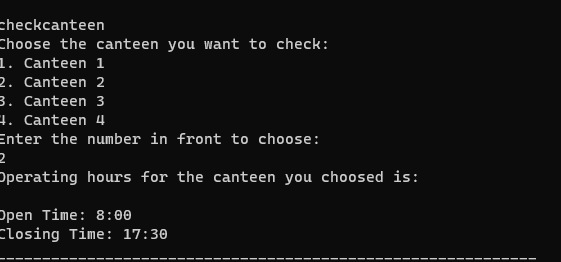 checkcanteen
Choose the canteen you want to check:
1. Canteen 1
2. Canteen 2
3. Canteen 3
4. Canteen 4
Enter the number in front to choose:
2
Operating hours for the canteen you choosed is:
Open Time: 8:00
Closing Time: 17:30
____________________________________________________________